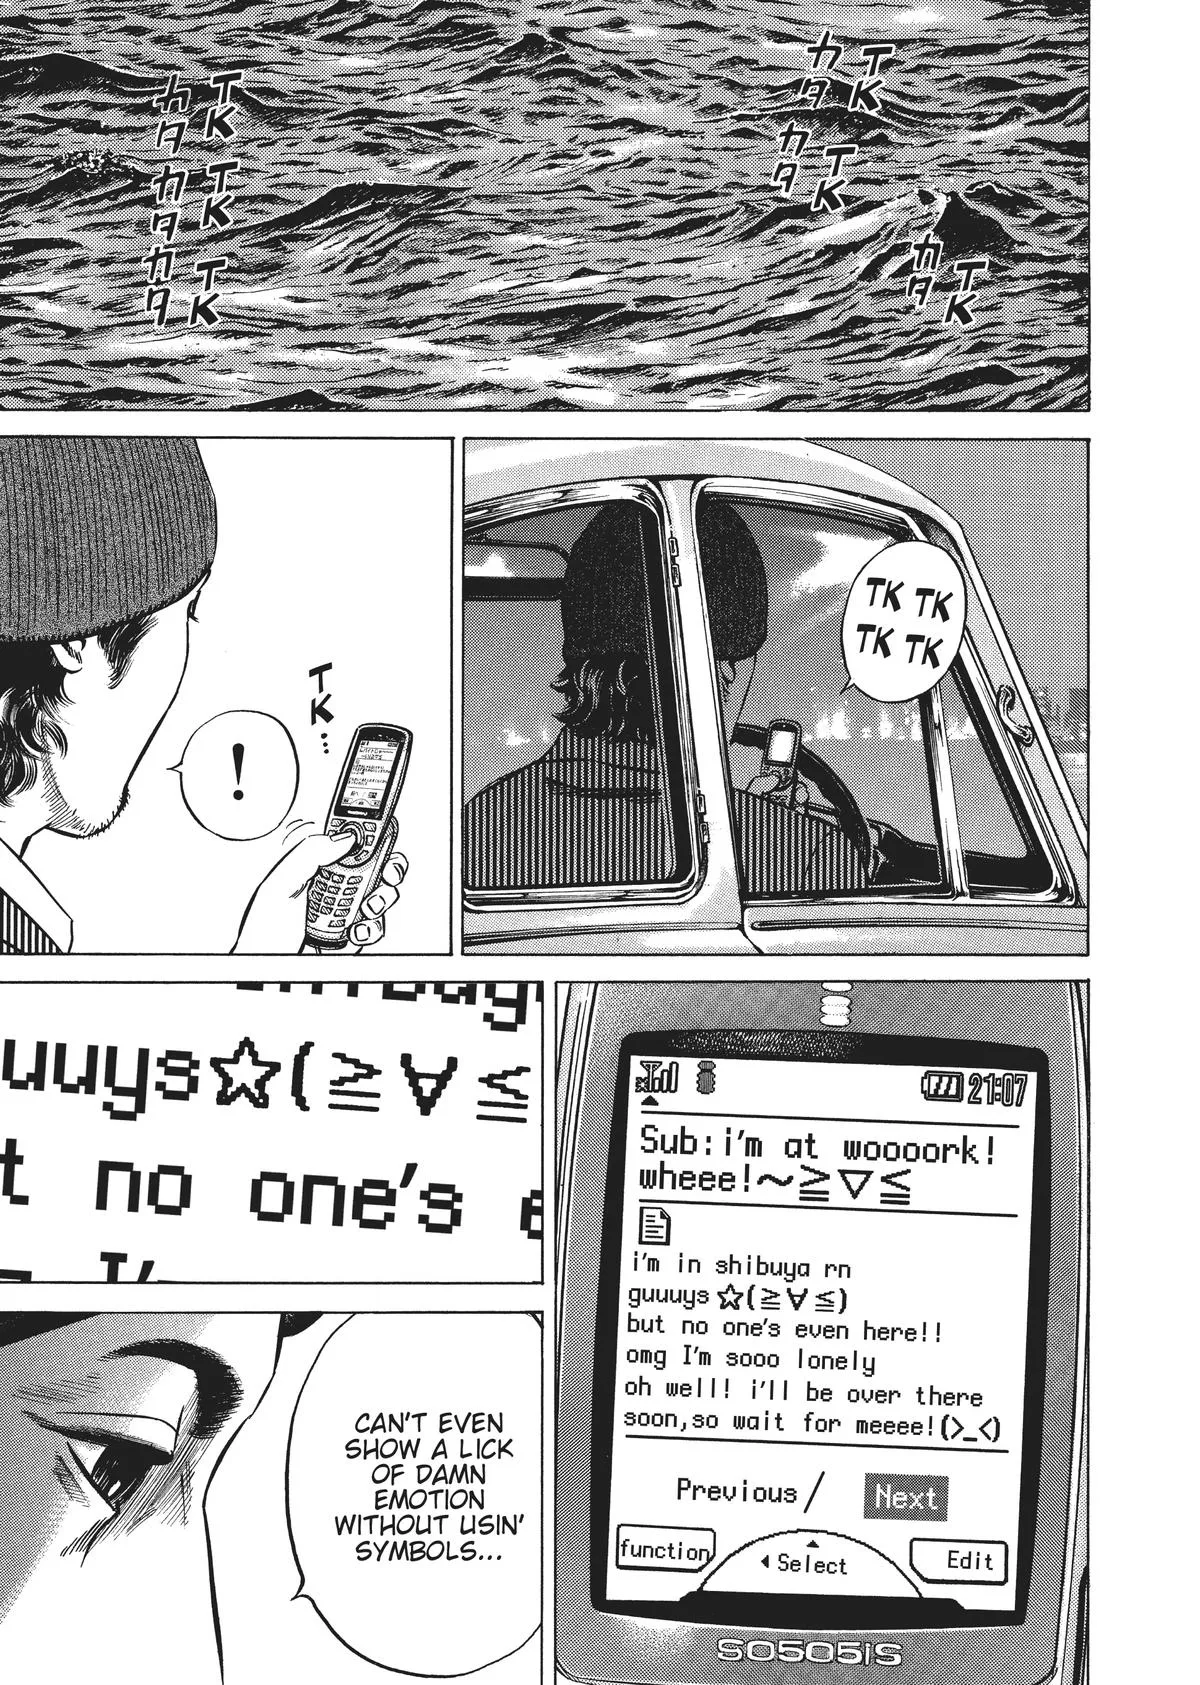 カタ
TK
カタ
TK
カタ
TK
カタ
TK
カタ
TK
カタ
TK
TK TK
TK TK
TK...
!
21:07
Sub:i'm at woooork!
wheee!～≧▽≦
i'm in shibuya rn
guuuys☆(≧∀≦)
but no one's even here!!
omg I'm sooo lonely
oh well! i'll be over there
soon,so wait for meeee!(>_<)
Previous/ Next
function
Select
Edit
SO505iS
uuys☆(≧∀≦
t no one's e
I'
CAN'T EVEN
SHOW A LICK
OF DAMN
EMOTION
WITHOUT USIN'
SYMBOLS...